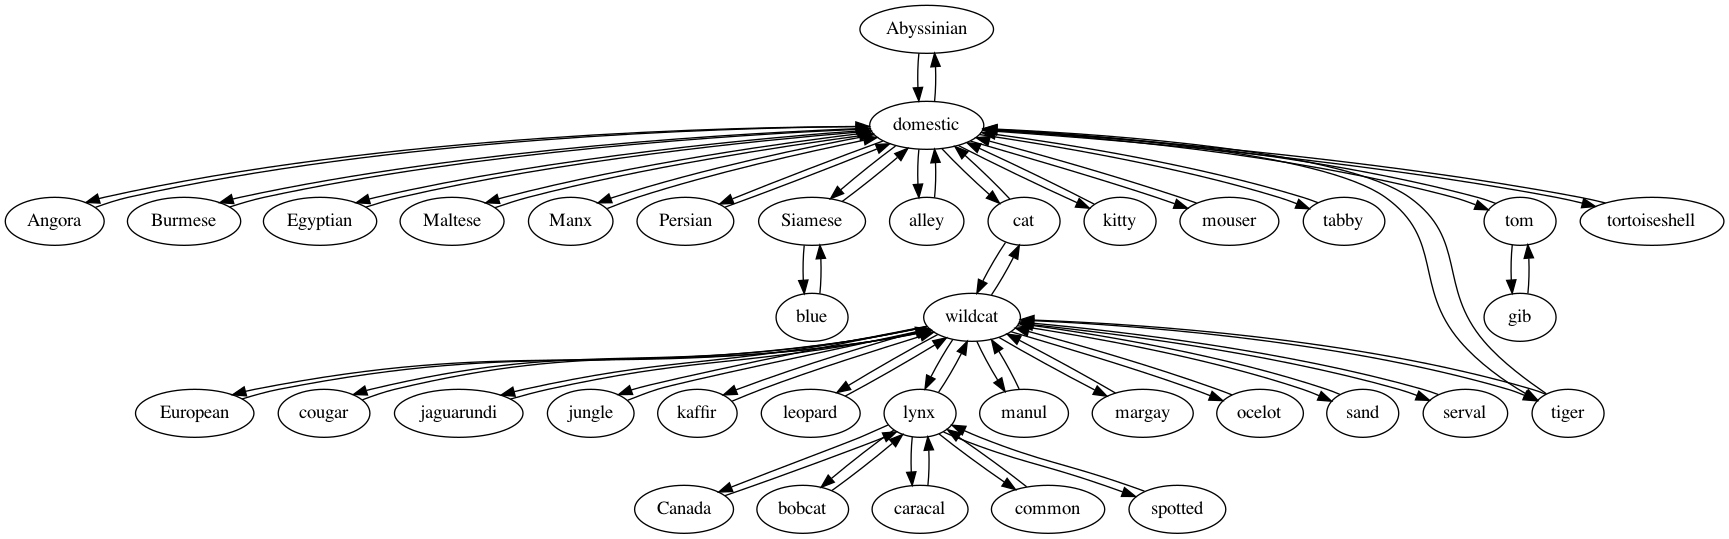 Abyssinian
domestic
Angora Burmese Egyptian Maltese Manx Persian Siamese alley cat kitty mouser tabby tom tortoiseshell
blue wildcat gib
European cougar jaguarundi jungle kaffir leopard lynx manul margay ocelot sand serval tiger
Canada bobcat caracal common spotted